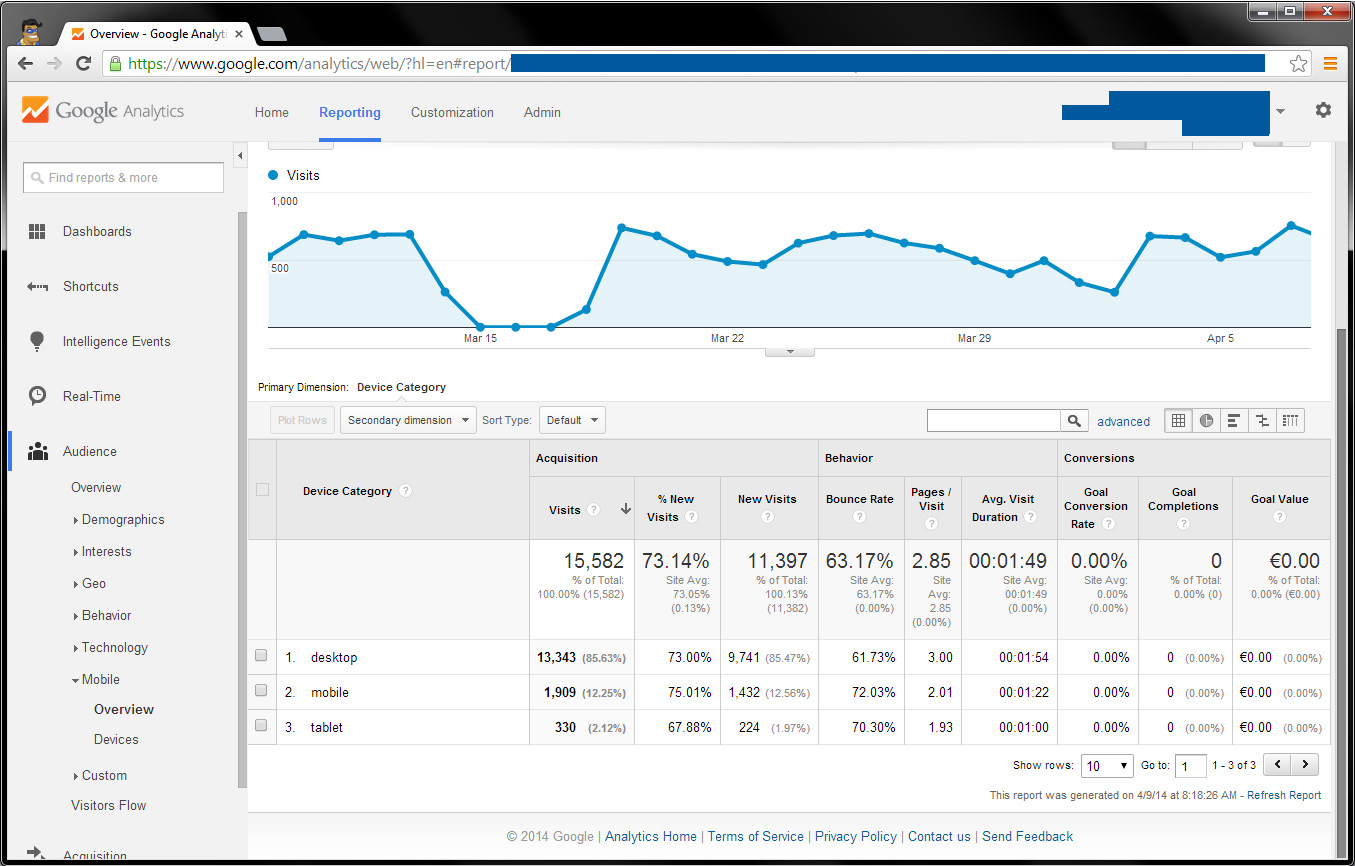 Overview - Google Analyti
https://www.google.com/analytics/web/?hl=en#report/
Google Analytics Home Reporting Customization Admin
Find reports & more
Dashboards
Shortcuts
Intelligence Events
Real-Time
Audience
Overview
Demographics
Interests
Geo
Behavior
Technology
Mobile
Overview
Devices
Custom
Visitors Flow
Acquisition
Visits
1,000
500
Mar 15 Mar 22 Mar 29 Apr 5
Primary Dimension: Device Category
Plot Rows Secondary dimension Sort Type: Default advanced
Acquisition Behavior Conversions
Device Category ? Visits ? % New Visits ? New Visits ? Bounce Rate ? Pages / Visit ? Avg. Visit Duration ? Goal Conversion Rate ? Goal Completions ? Goal Value ?
15,582 73.14% 11,397 63.17% 2.85 00:01:49 0.00% 0 €0.00
% of Total: 100.00% (15,582) Site Avg: 73.05% (0.13%) % of Total: 100.13% (11,382) Site Avg: 63.17% (0.00%) Site Avg: 2.85 (0.00%) Site Avg: 00:01:49 (0.00%) Site Avg: 0.00% (0.00%) % of Total: 0.00% (0) % of Total: 0.00% (€0.00)
1. desktop 13,343 (85.63%) 73.00% 9,741 (85.47%) 61.73% 3.00 00:01:54 0.00% 0 (0.00%) €0.00 (0.00%)
2. mobile 1,909 (12.25%) 75.01% 1,432 (12.56%) 72.03% 2.01 00:01:22 0.00% 0 (0.00%) €0.00 (0.00%)
3. tablet 330 (2.12%) 67.88% 224 (1.97%) 70.30% 1.93 00:01:00 0.00% 0 (0.00%) €0.00 (0.00%)
Show rows: 10 Go to: 1 1 - 3 of 3
This report was generated on 4/9/14 at 8:18:26 AM - Refresh Report
© 2014 Google | Analytics Home | Terms of Service | Privacy Policy | Contact us | Send Feedback